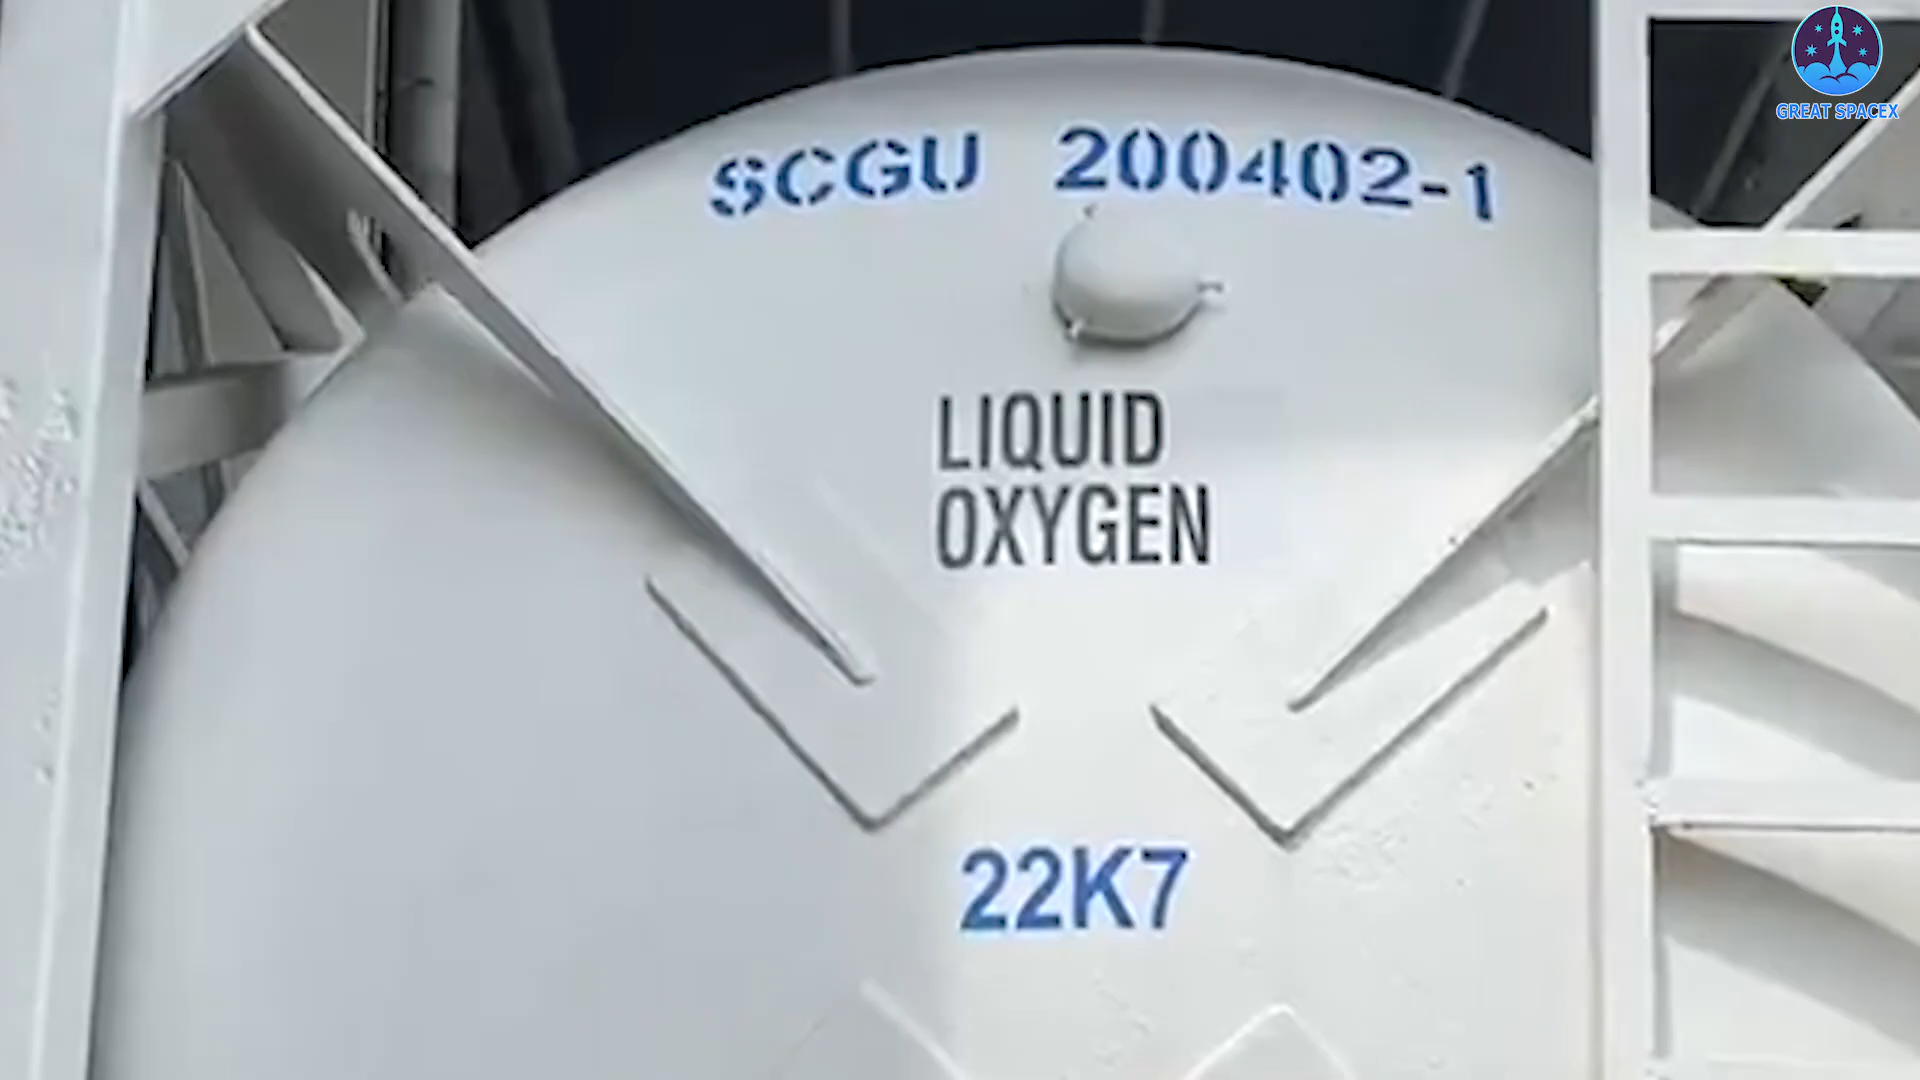 GREAT SPACEX
SCGU 200402-1
LIQUID
OXYGEN
22K7